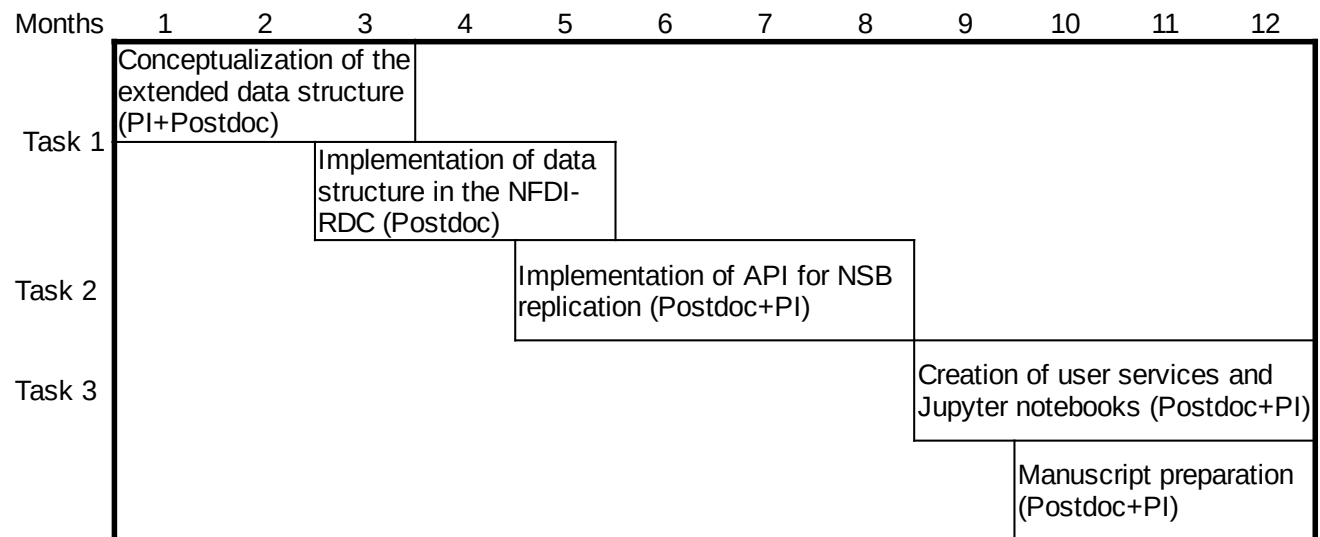 Months 1 2 3 4 5 6 7 8 9 10 11 12
Conceptualization of the
extended data structure
(PI+Postdoc)
Task 1
Implementation of data
structure in the NFDI-
RDC (Postdoc)
Task 2
Implementation of API for NSB
replication (Postdoc+PI)
Task 3
Creation of user services and
Jupyter notebooks (Postdoc+PI)
Manuscript preparation
(Postdoc+PI)